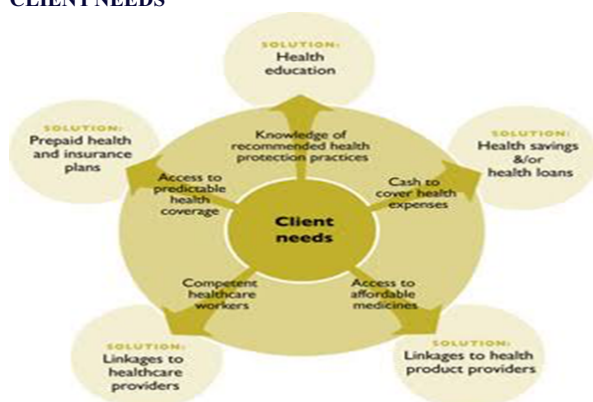 CLIENT NEEDS
SOLUTION:
Health
education
SOLUTION:
Prepaid health
and insurance
plans
SOLUTION:
Health savings
&/or
health loans
Knowledge of
recommended health
protection practices
Access to
predictable
health
coverage
Cash to
cover health
expenses
Client
needs
Competent
healthcare
workers
Access to
affordable
medicines
SOLUTION:
Linkages to
healthcare
providers
SOLUTION:
Linkages to health
product providers